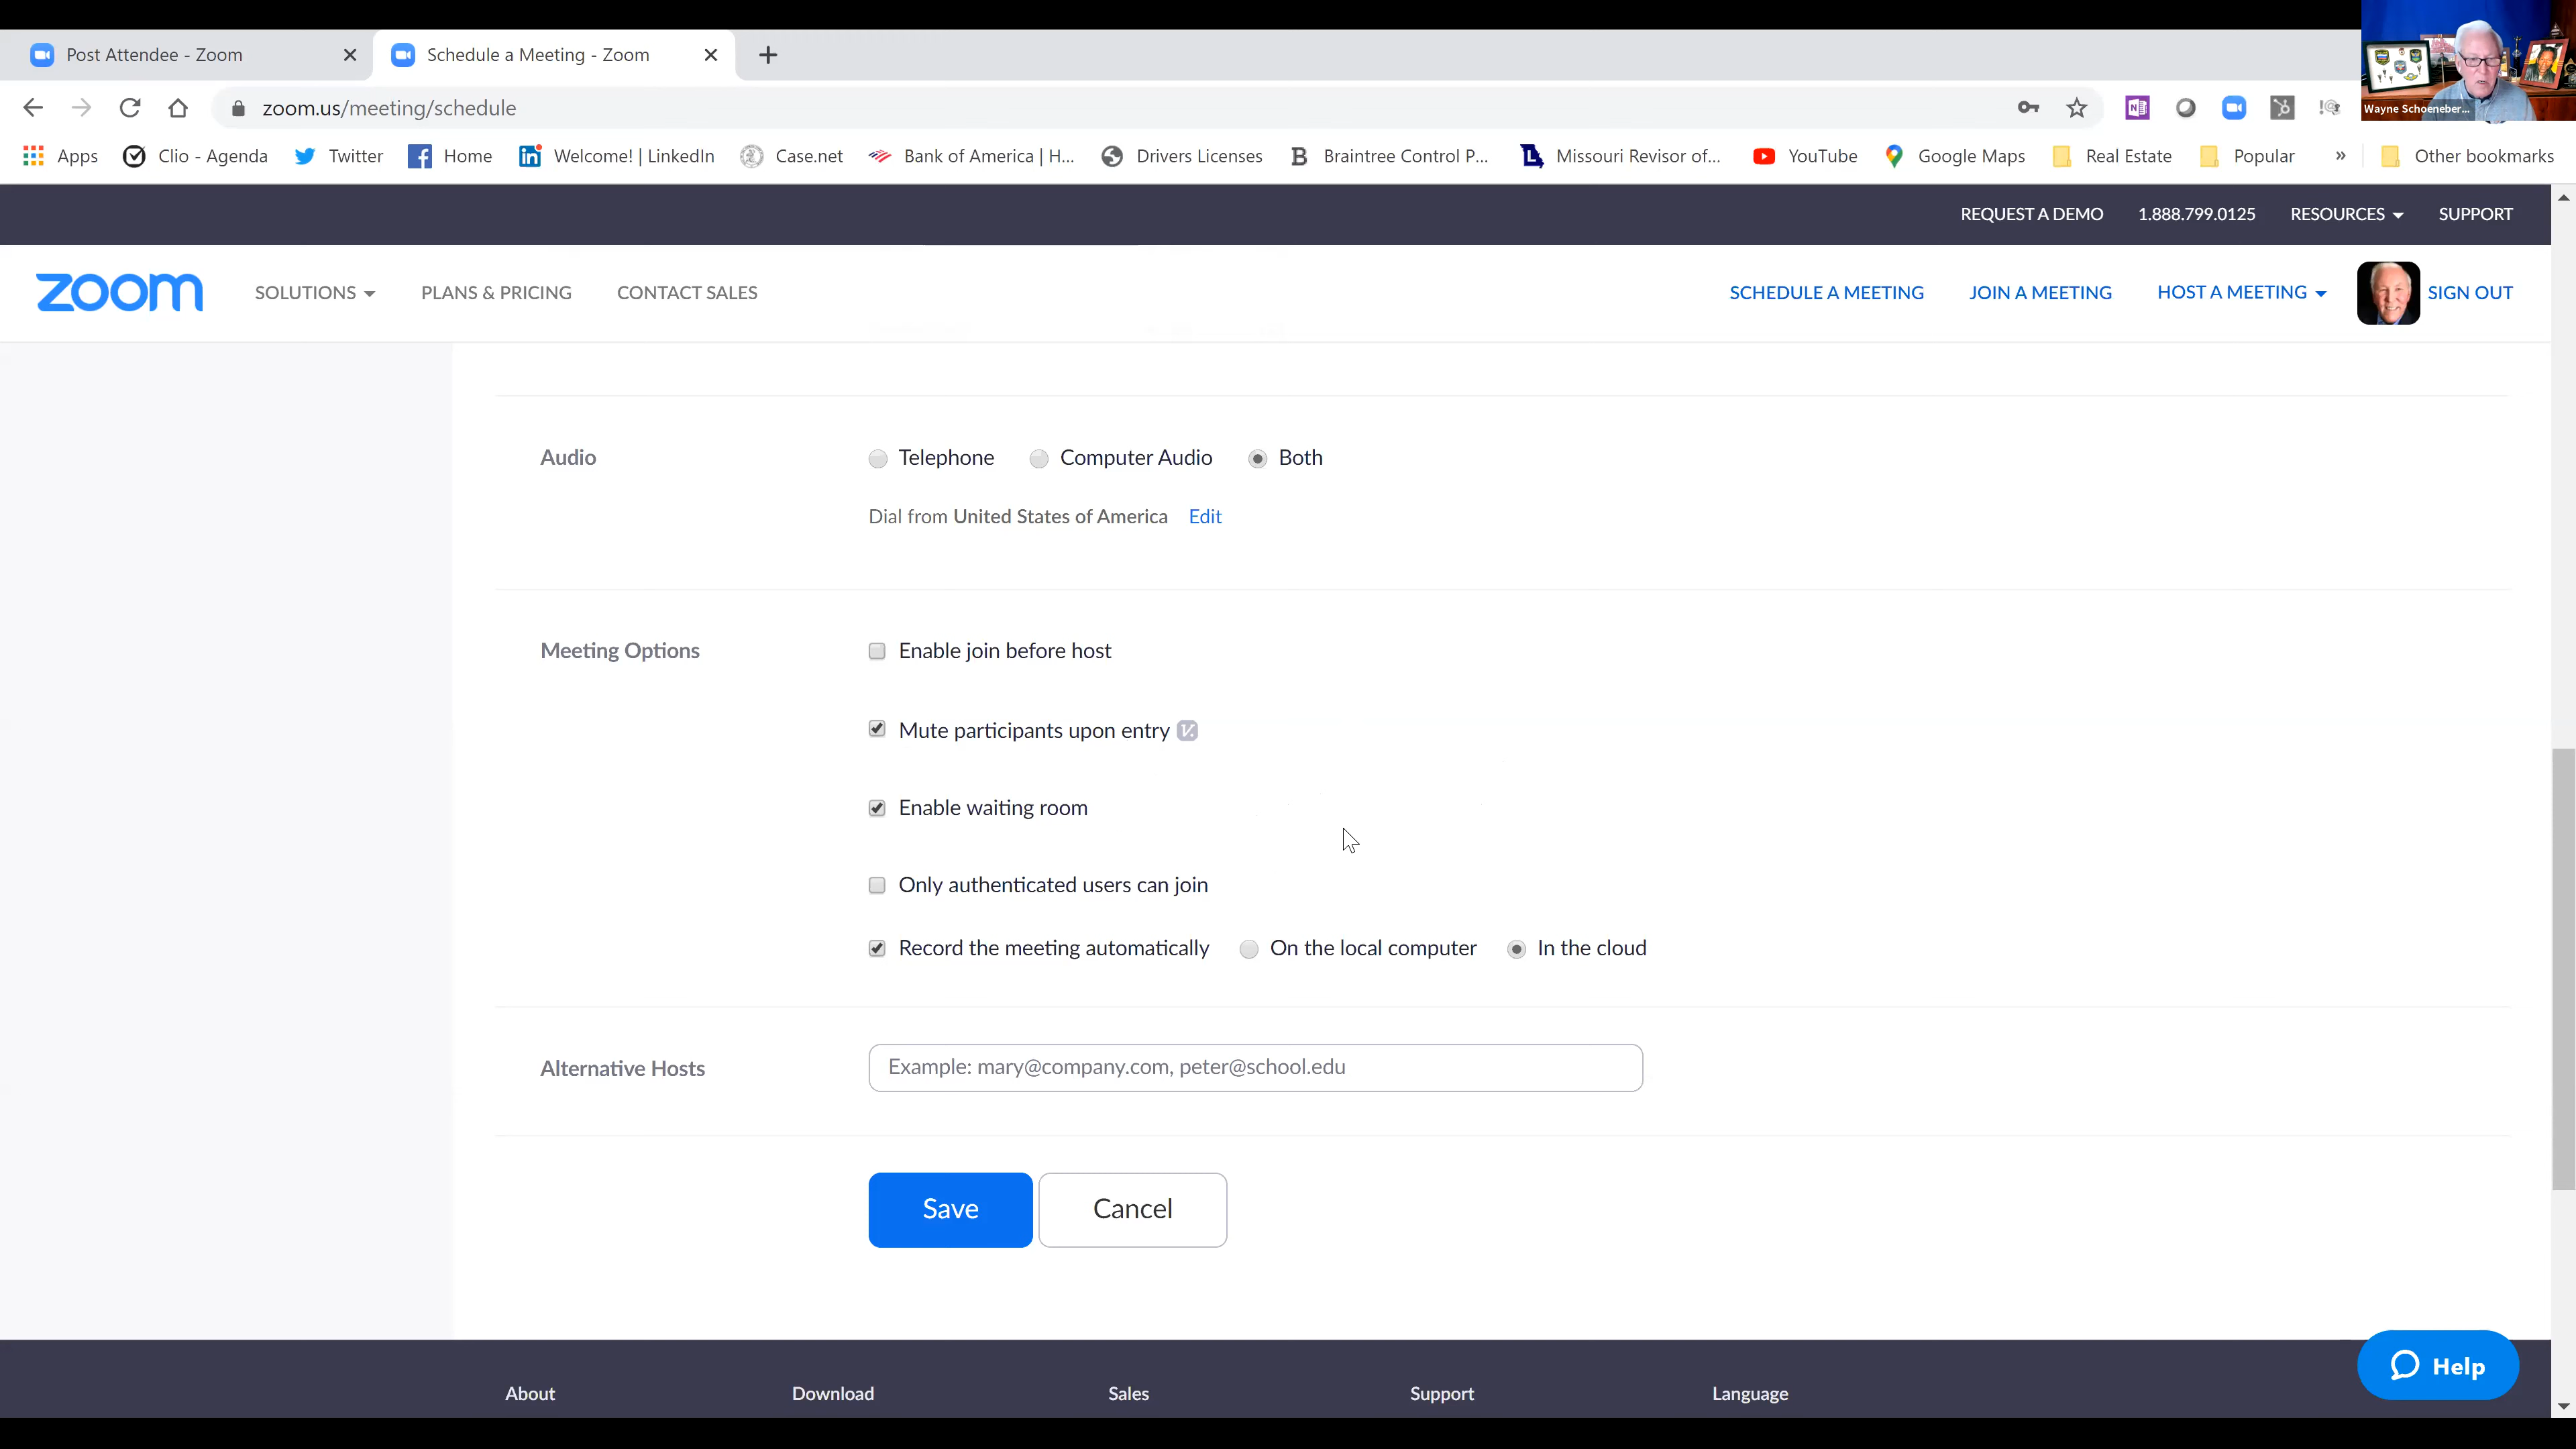 Post Attendee - Zoom
Schedule a Meeting - Zoom
Wayne Schoeneber...
zoom.us/meeting/schedule
Apps Clio - Agenda Twitter Home Welcome! | LinkedIn Case.net Bank of America | H... Drivers Licenses Braintree Control P... Missouri Revisor of... YouTube Google Maps Real Estate Popular » Other bookmarks
REQUEST A DEMO 1.888.799.0125 RESOURCES SUPPORT
zoom SOLUTIONS PLANS & PRICING CONTACT SALES SCHEDULE A MEETING JOIN A MEETING HOST A MEETING SIGN OUT
Audio Telephone Computer Audio Both
Dial from United States of America Edit
Meeting Options Enable join before host
Mute participants upon entry
Enable waiting room
Only authenticated users can join
Record the meeting automatically On the local computer In the cloud
Alternative Hosts Example: mary@company.com, peter@school.edu
Save Cancel
Help
About Download Sales Support Language